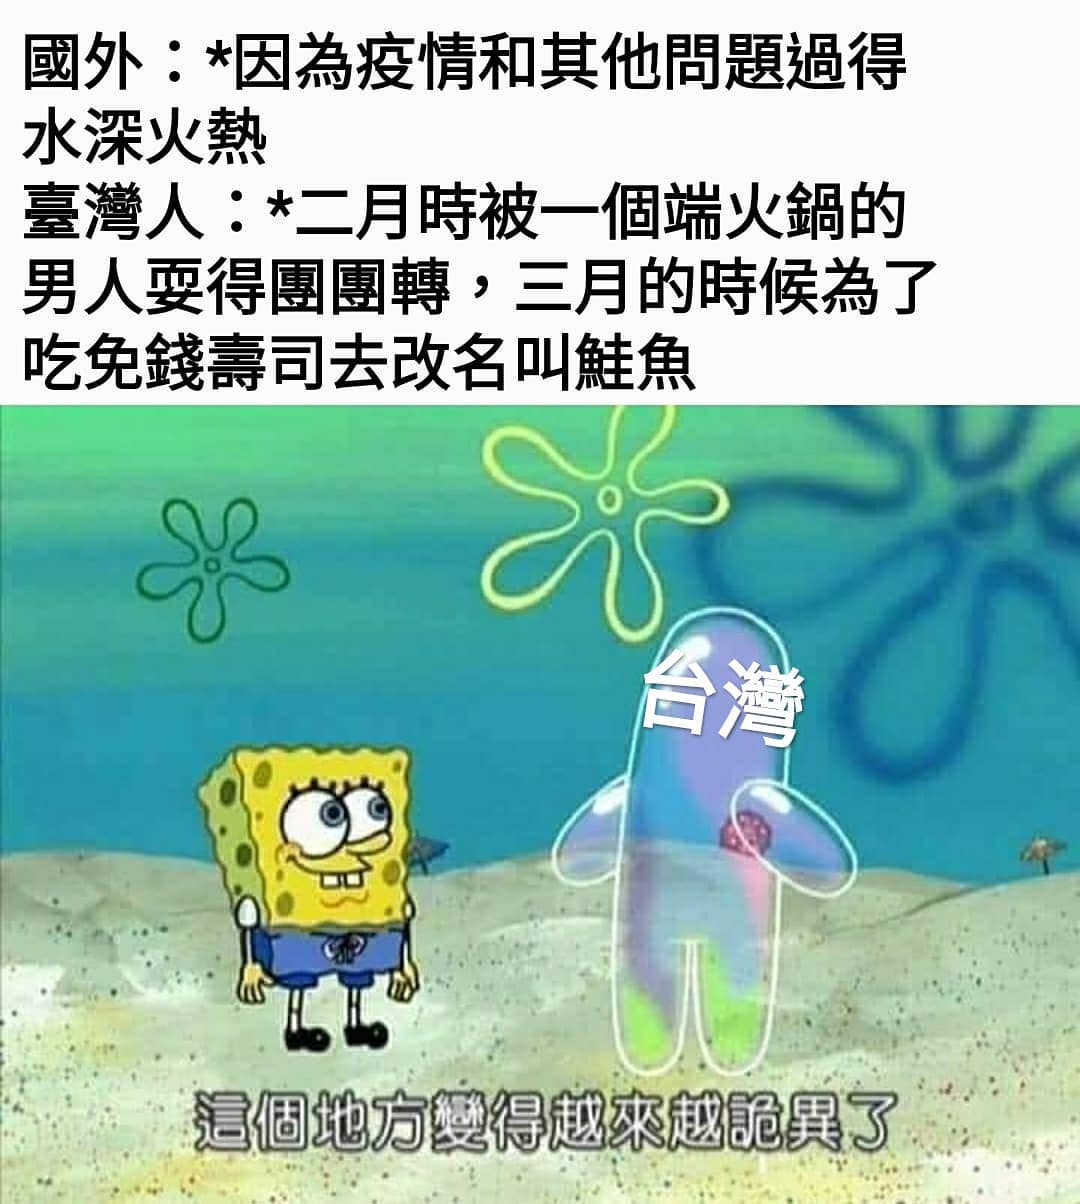 國外：*因為疫情和其他問題過得
水深火熱
臺灣人：*二月時被一個端火鍋的
男人耍得團團轉，三月的時候為了
吃免錢壽司去改名叫鮭魚
台灣
這個地方變得越來越詭異了